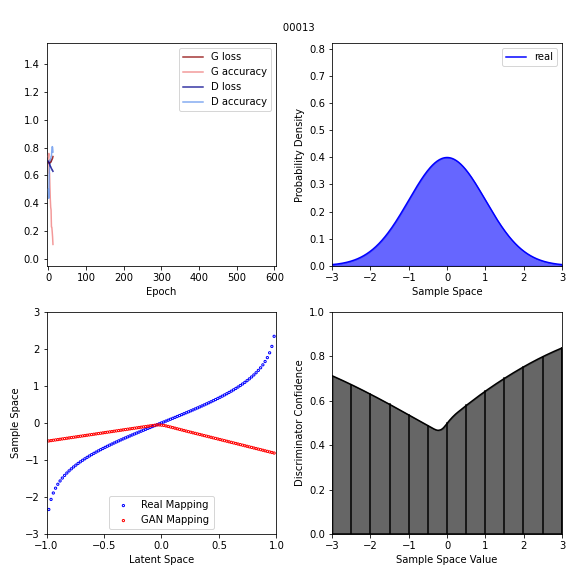 00013
1.4
1.2
1.0
0.8
0.6
0.4
0.2
0.0
G loss
G accuracy
D loss
D accuracy
0 100 200 300 400 500 600
Epoch
Probability Density
0.8
0.7
0.6
0.5
0.4
0.3
0.2
0.1
0.0
real
−3 −2 −1 0 1 2 3
Sample Space
Sample Space
3
2
1
0
−1
−2
−3
Real Mapping
GAN Mapping
−1.0 −0.5 0.0 0.5 1.0
Latent Space
Discriminator Confidence
1.0
0.8
0.6
0.4
0.2
0.0
−3 −2 −1 0 1 2 3
Sample Space Value